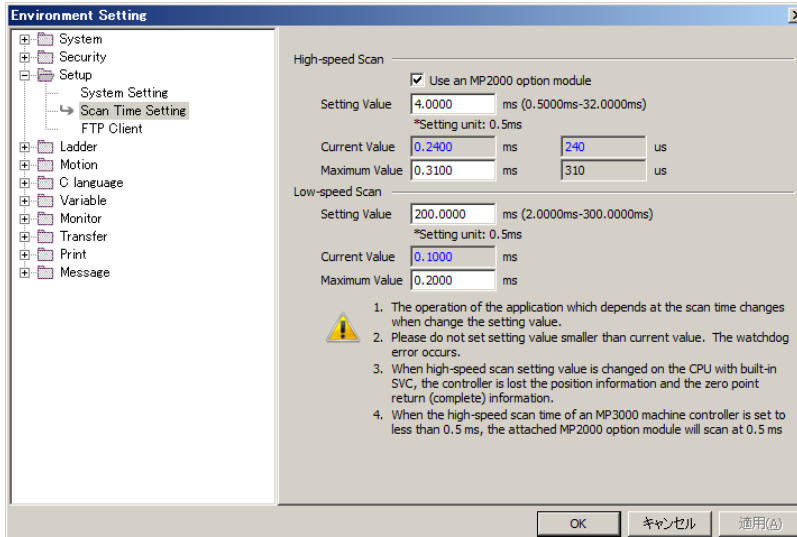 Environment Setting
System
Security
Setup
System Setting
Scan Time Setting
FTP Client
Ladder
Motion
C language
Variable
Monitor
Transfer
Print
Message
High-speed Scan
Use an MP2000 option module
Setting Value 4.0000 ms (0.5000ms-32.0000ms)
*Setting unit: 0.5ms
Current Value 0.2400 ms 240 us
Maximum Value 0.3100 ms 310 us
Low-speed Scan
Setting Value 200.0000 ms (2.0000ms-300.0000ms)
*Setting unit: 0.5ms
Current Value 0.1000 ms
Maximum Value 0.2000 ms
1. The operation of the application which depends at the scan time changes
when change the setting value.
2. Please do not set setting value smaller than current value. The watchdog
error occurs.
3. When high-speed scan setting value is changed on the CPU with built-in
SVC, the controller is lost the position information and the zero point
return (complete) information.
4. When the high-speed scan time of an MP3000 machine controller is set to
less than 0.5 ms, the attached MP2000 option module will scan at 0.5 ms
OK キャンセル 適用(A)